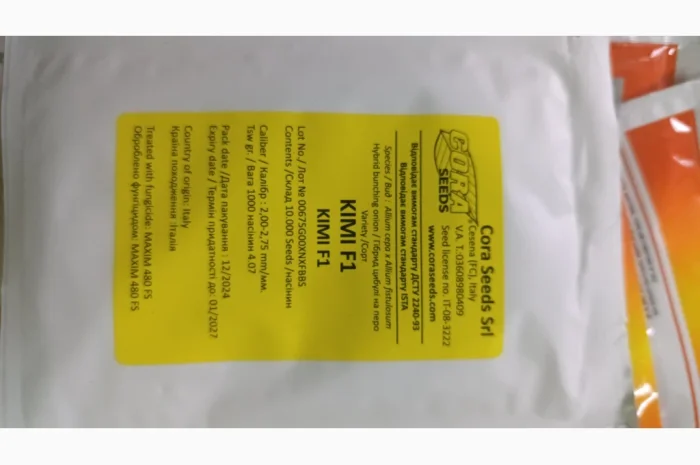 CORA
SEEDS
Cora Seeds Srl
Cesena (FC), Italy
V.A. T.:03608980409
Seed license no. IT-08-3222
www.coraseeds.com
Відповідає вимогам стандарту ДСТУ 2240-93
Відповідає вимогам стандарту ISTA
Species / Вид : Allium cepa x Allium fistulosum
Hybrid bunching onion / Гібрид цибулі на перо
Variety /Сорт
KIMI F1
KIMI F1
Lot No./ Лот № 00675G00XNXFBBS
Contents /Склад 10.000 Seeds /насінин
Caliber / Калібр : 2,00-2,75 mm/мм.
Tsw gr. / Вага 1000 насінин 4.07
Pack date /Дата пакування : 12/2024
Expiry date / Термін придатності до: 01/2027
Country of origin: Italy
Країна походження :Італія
Treated with fungicide: MAXIM 480 FS
Оброблено фунгіцидом: MAXIM 480 FS